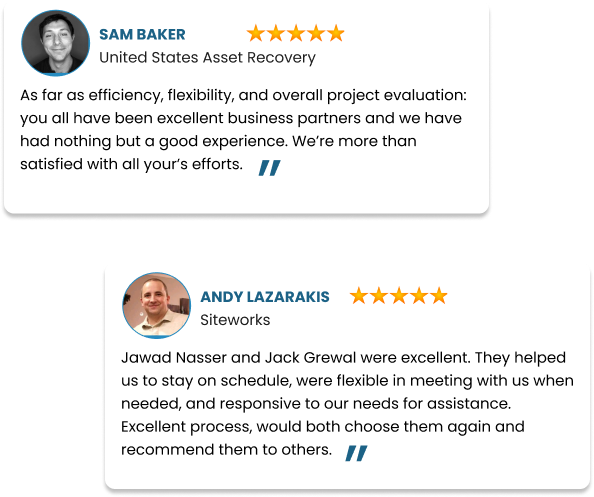 SAM BAKER
United States Asset Recovery
As far as efficiency, flexibility, and overall project evaluation:
you all have been excellent business partners and we have
had nothing but a good experience. We’re more than
satisfied with all your’s efforts.
ANDY LAZARAKIS
Siteworks
Jawad Nasser and Jack Grewal were excellent. They helped
us to stay on schedule, were flexible in meeting with us when
needed, and responsive to our needs for assistance.
Excellent process, would both choose them again and
recommend them to others.